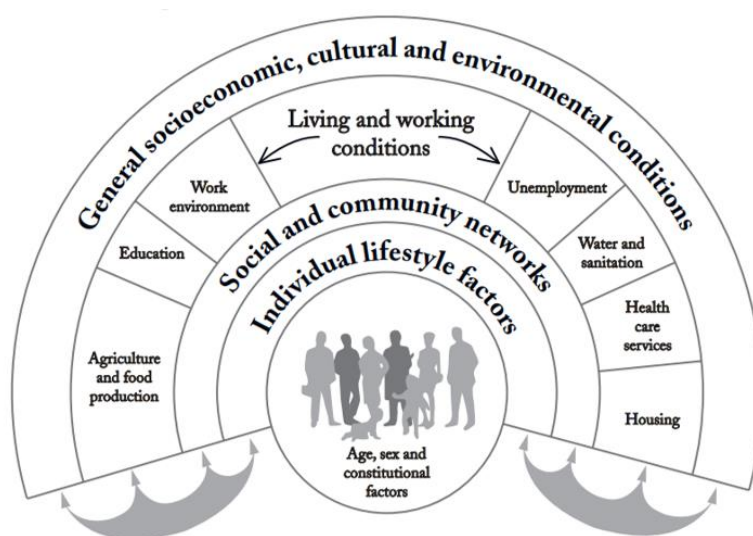 General socioeconomic, cultural and environmental conditions
Living and working
conditions
Work
environment
Unemployment
Education
Water and
sanitation
Social and community networks
Individual lifestyle factors
Agriculture
and food
production
Health
care
services
Housing
Age, sex and
constitutional
factors